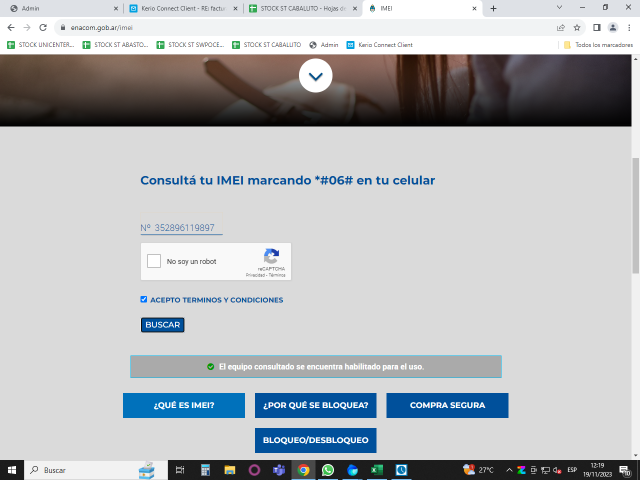 Admin
Kerio Connect Client - RE: factur
STOCK ST CABALLITO - Hojas de
IMEI
enacom.gob.ar/imei
STOCK UNICENTER...
STOCK ST ABASTO...
STOCK ST SWPOCE...
STOCK ST CABALLITO
Admin
Kerio Connect Client
Todos los marcadores
Consultá tu IMEI marcando *#06# en tu celular
Nº 352896119897
No soy un robot
reCAPTCHA
Privacidad - Términos
ACEPTO TERMINOS Y CONDICIONES
BUSCAR
El equipo consultado se encuentra habilitado para el uso.
¿QUÉ ES IMEI?
¿POR QUÉ SE BLOQUEA?
COMPRA SEGURA
BLOQUEO/DESBLOQUEO
Buscar
27°C
ESP
12:19
19/11/2023